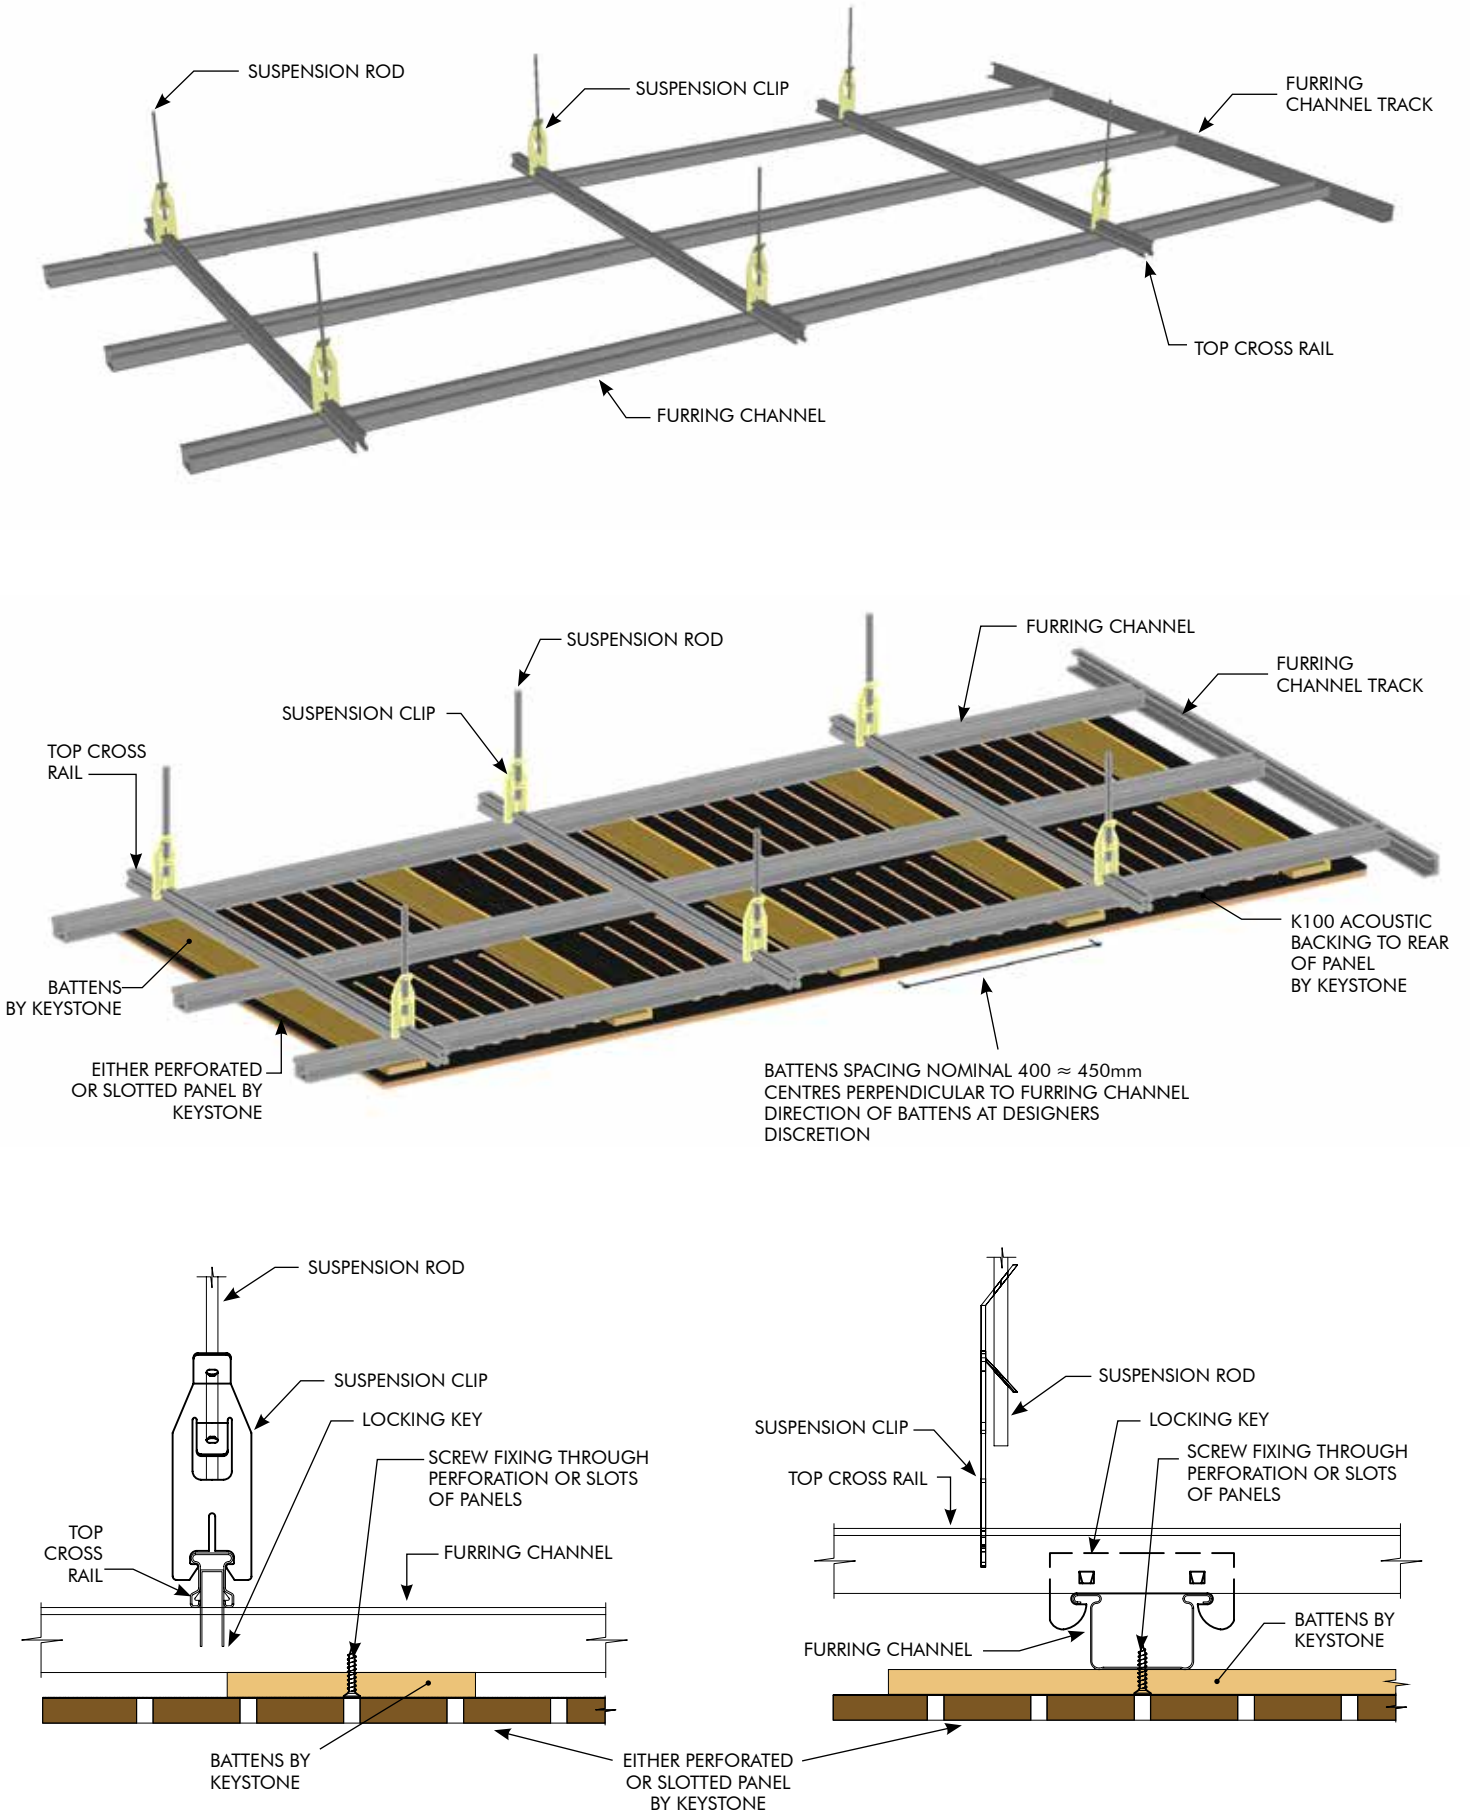 SUSPENSION ROD
SUSPENSION CLIP
FURRING
CHANNEL TRACK
TOP CROSS RAIL
FURRING CHANNEL
SUSPENSION ROD
FURRING CHANNEL
FURRING
CHANNEL TRACK
SUSPENSION CLIP
TOP CROSS
RAIL
BATTENS
BY KEYSTONE
EITHER PERFORATED
OR SLOTTED PANEL BY
KEYSTONE
K100 ACOUSTIC
BACKING TO REAR
OF PANEL
BY KEYSTONE
BATTENS SPACING NOMINAL 400 ≈ 450mm
CENTRES PERPENDICULAR TO FURRING CHANNEL
DIRECTION OF BATTENS AT DESIGNERS
DISCRETION
SUSPENSION ROD
SUSPENSION CLIP
LOCKING KEY
SCREW FIXING THROUGH
PERFORATION OR SLOTS
OF PANELS
TOP
CROSS
RAIL
FURRING CHANNEL
BATTENS BY
KEYSTONE
SUSPENSION ROD
SUSPENSION CLIP
LOCKING KEY
TOP CROSS RAIL
SCREW FIXING THROUGH
PERFORATION OR SLOTS
OF PANELS
FURRING CHANNEL
BATTENS BY
KEYSTONE
EITHER PERFORATED
OR SLOTTED PANEL
BY KEYSTONE